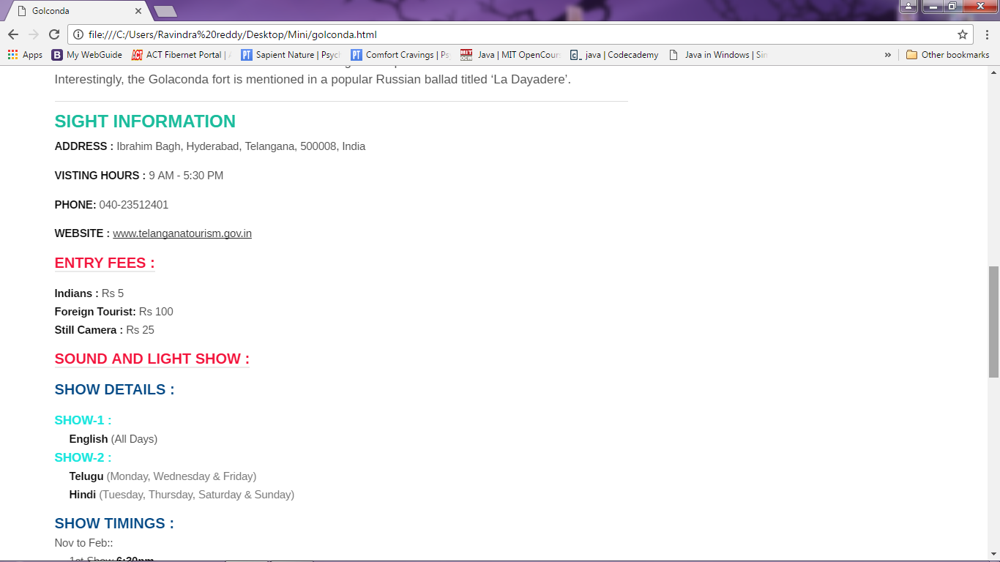 Golconda
file:///C:/Users/Ravindra%20reddy/Desktop/Mini/golconda.html
Apps My WebGuide ACT Fibernet Portal | Sapient Nature | Psych Comfort Cravings | Ps Java | MIT OpenCours java | Codecademy Java in Windows | Sim » Other bookmarks
Interestingly, the Golaconda fort is mentioned in a popular Russian ballad titled ‘La Dayadere’.
SIGHT INFORMATION
ADDRESS : Ibrahim Bagh, Hyderabad, Telangana, 500008, India
VISTING HOURS : 9 AM - 5:30 PM
PHONE: 040-23512401
WEBSITE : www.telanganatourism.gov.in
ENTRY FEES :
Indians : Rs 5
Foreign Tourist: Rs 100
Still Camera : Rs 25
SOUND AND LIGHT SHOW :
SHOW DETAILS :
SHOW-1 :
English (All Days)
SHOW-2 :
Telugu (Monday, Wednesday & Friday)
Hindi (Tuesday, Thursday, Saturday & Sunday)
SHOW TIMINGS :
Nov to Feb::
1st Show 6:30pm